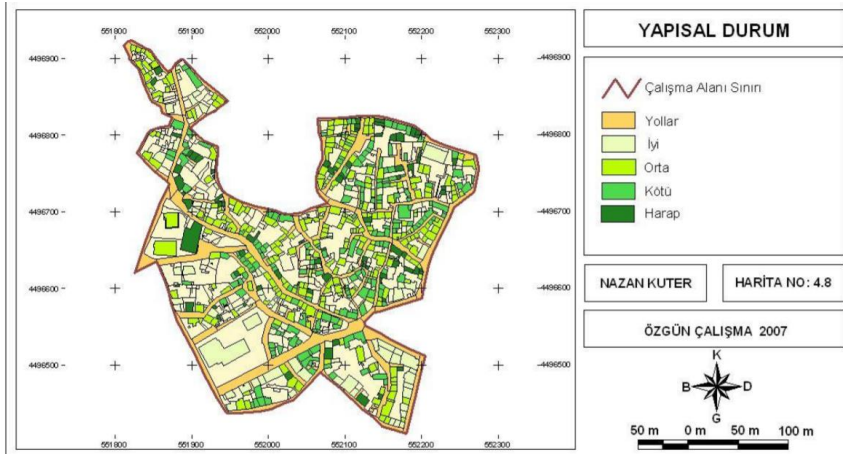 551800 551900 552000 552100 552200 552300
4496900 4496900
4496800 4496800
4496700 4496700
4496600 4496600
4496500 4496500
551800 551900 552000 552100 552200 552300
YAPISAL DURUM
Çalışma Alanı Sınırı
Yollar
İyi
Orta
Kötü
Harap
NAZAN KUTER
HARİTA NO: 4.8
ÖZGÜN ÇALIŞMA 2007
K
B D
G
50 m 0 m 50 m 100 m